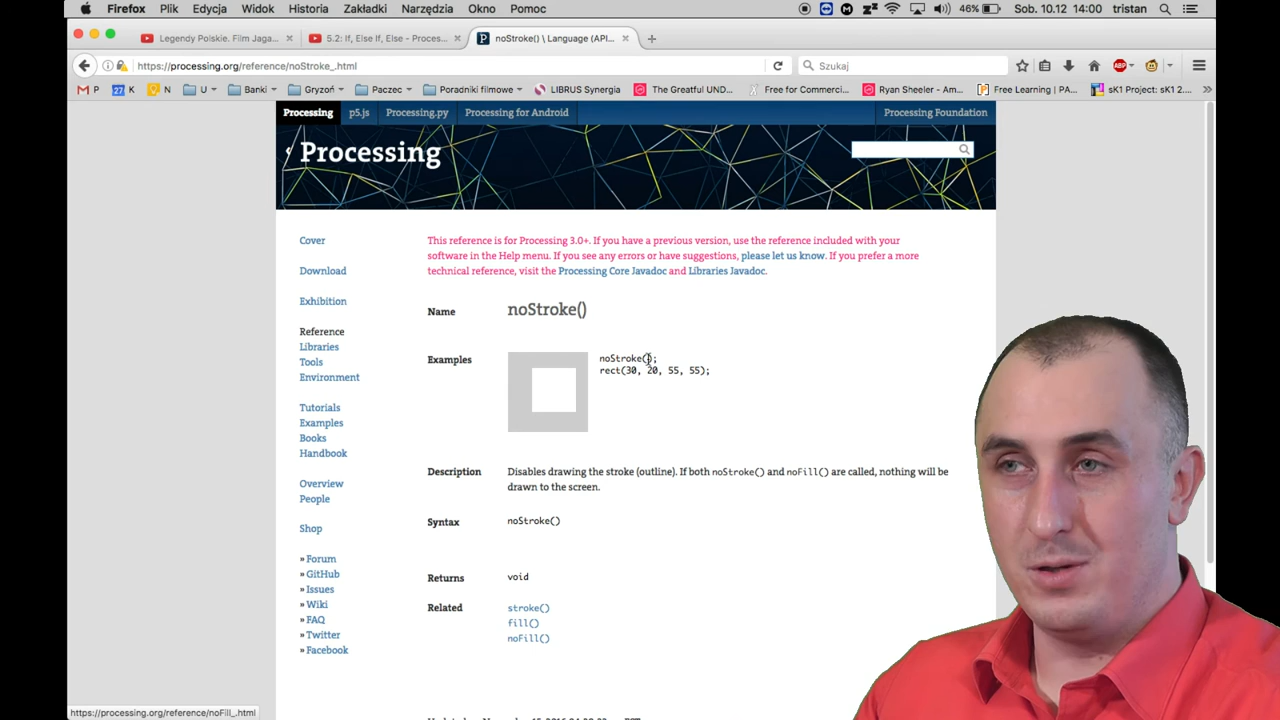 Firefox Plik Edycja Widok Historia Zakładki Narzędzia Okno Pomoc 46% Sob. 10.12 14:00 tristan
Legendy Polskie. Film Jaga... 5.2: If, Else If, Else - Proces... noStroke() \ Language (API...
https://processing.org/reference/noStroke_.html Szukaj
M P 27 K N U Banki Gryzoń Paczec Poradniki filmowe LIBRUS Synergia The Greatful UND... Free for Commerci... Ryan Sheeler - Am... Free Learning | PA... sK1 Project: sK1 2....
Processing p5.js Processing.py Processing for Android Processing Foundation
Processing
Cover
Download
Exhibition
Reference
Libraries
Tools
Environment
Tutorials
Examples
Books
Handbook
Overview
People
Shop
» Forum
» GitHub
» Issues
» Wiki
» FAQ
» Twitter
» Facebook
This reference is for Processing 3.0+. If you have a previous version, use the reference included with your
software in the Help menu. If you see any errors or have suggestions, please let us know. If you prefer a more
technical reference, visit the Processing Core Javadoc and Libraries Javadoc.
Name noStroke()
Examples noStroke();
rect(30, 20, 55, 55);
Description Disables drawing the stroke (outline). If both noStroke() and noFill() are called, nothing will be
drawn to the screen.
Syntax noStroke()
Returns void
Related stroke()
fill()
noFill()
https://processing.org/reference/noFill_.html